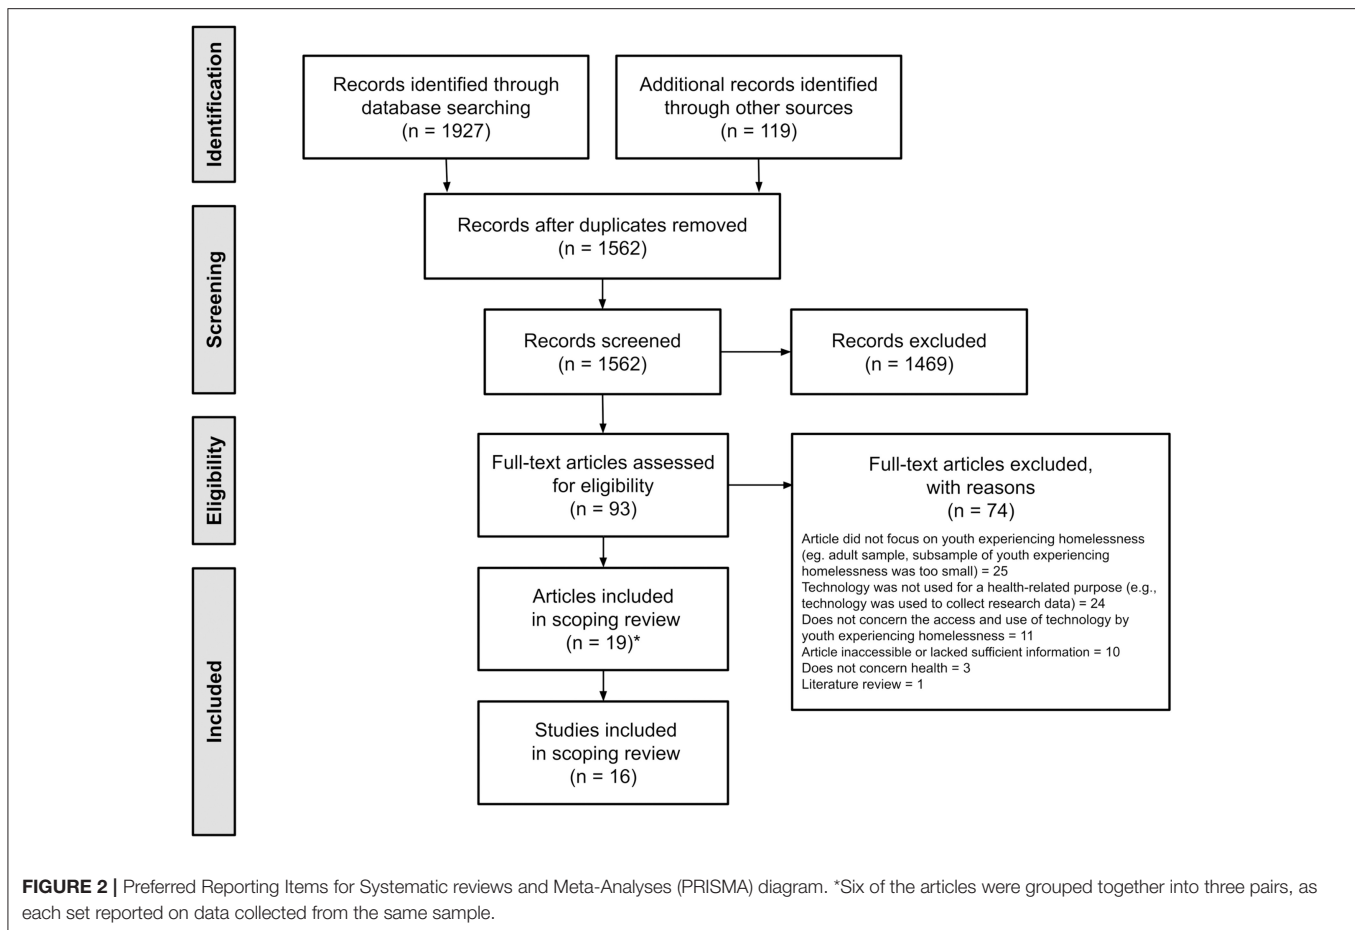 Identification
Records identified through
database searching
(n = 1927)
Additional records identified
through other sources
(n = 119)
Screening
Records after duplicates removed
(n = 1562)
Records screened
(n = 1562)
Records excluded
(n = 1469)
Eligibility
Full-text articles assessed
for eligibility
(n = 93)
Full-text articles excluded,
with reasons
(n = 74)
Article did not focus on youth experiencing homelessness
(eg. adult sample, subsample of youth experiencing
homelessness was too small) = 25
Technology was not used for a health-related purpose (e.g.,
technology was used to collect research data) = 24
Does not concern the access and use of technology by
youth experiencing homelessness = 11
Article inaccessible or lacked sufficient information = 10
Does not concern health = 3
Literature review = 1
Included
Articles included
in scoping review
(n = 19)*
Studies included
in scoping review
(n = 16)
FIGURE 2 | Preferred Reporting Items for Systematic reviews and Meta-Analyses (PRISMA) diagram. *Six of the articles were grouped together into three pairs, as
each set reported on data collected from the same sample.